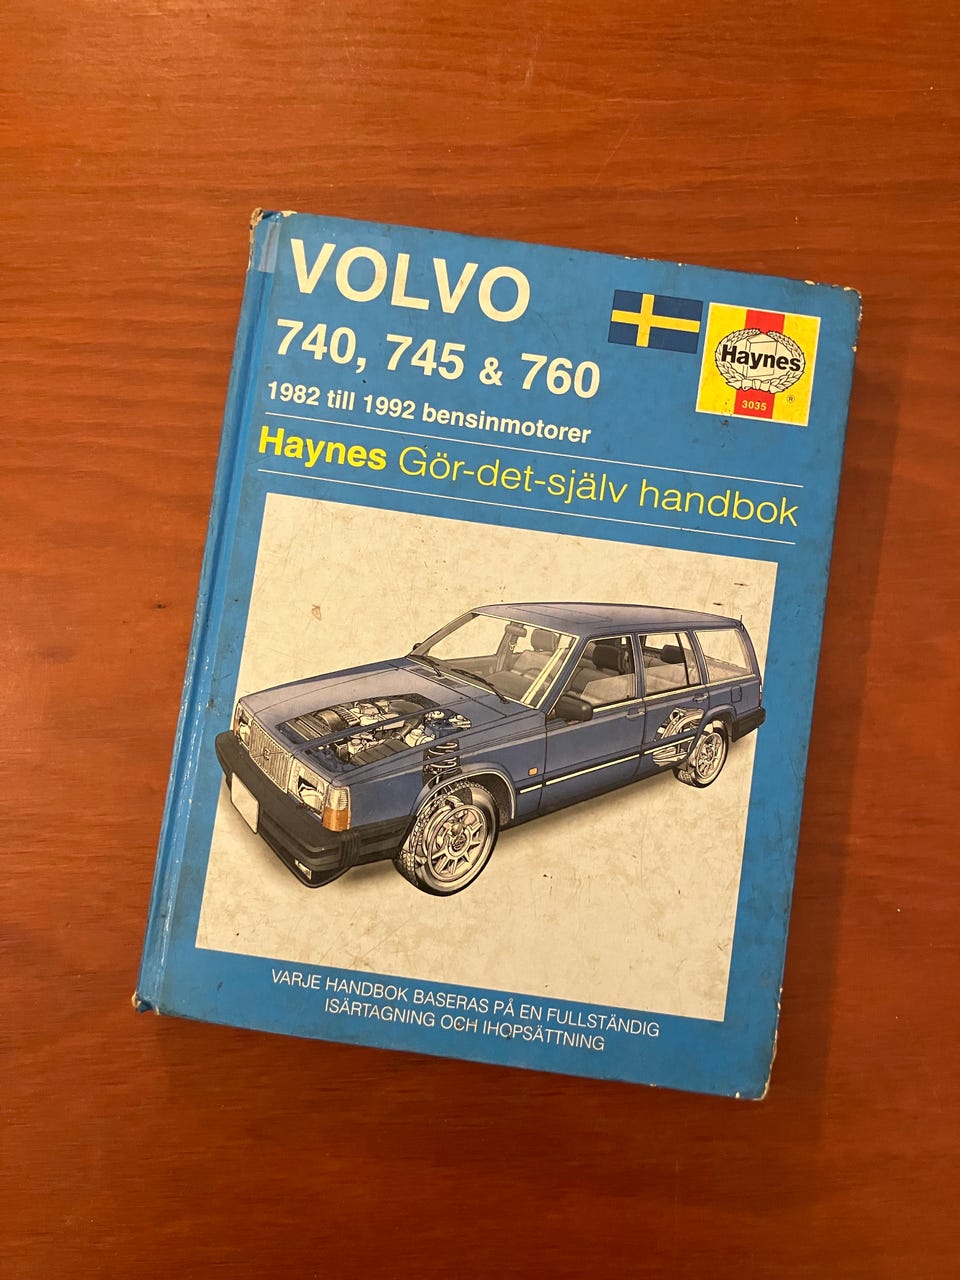 VOLVO
740, 745 & 760
1982 till 1992 bensinmotorer
Haynes
3035
®
Haynes Gör-det-själv handbok
VARJE HANDBOK BASERAS PÅ EN FULLSTÄNDIG
ISÄRTAGNING OCH IHOPSÄTTNING